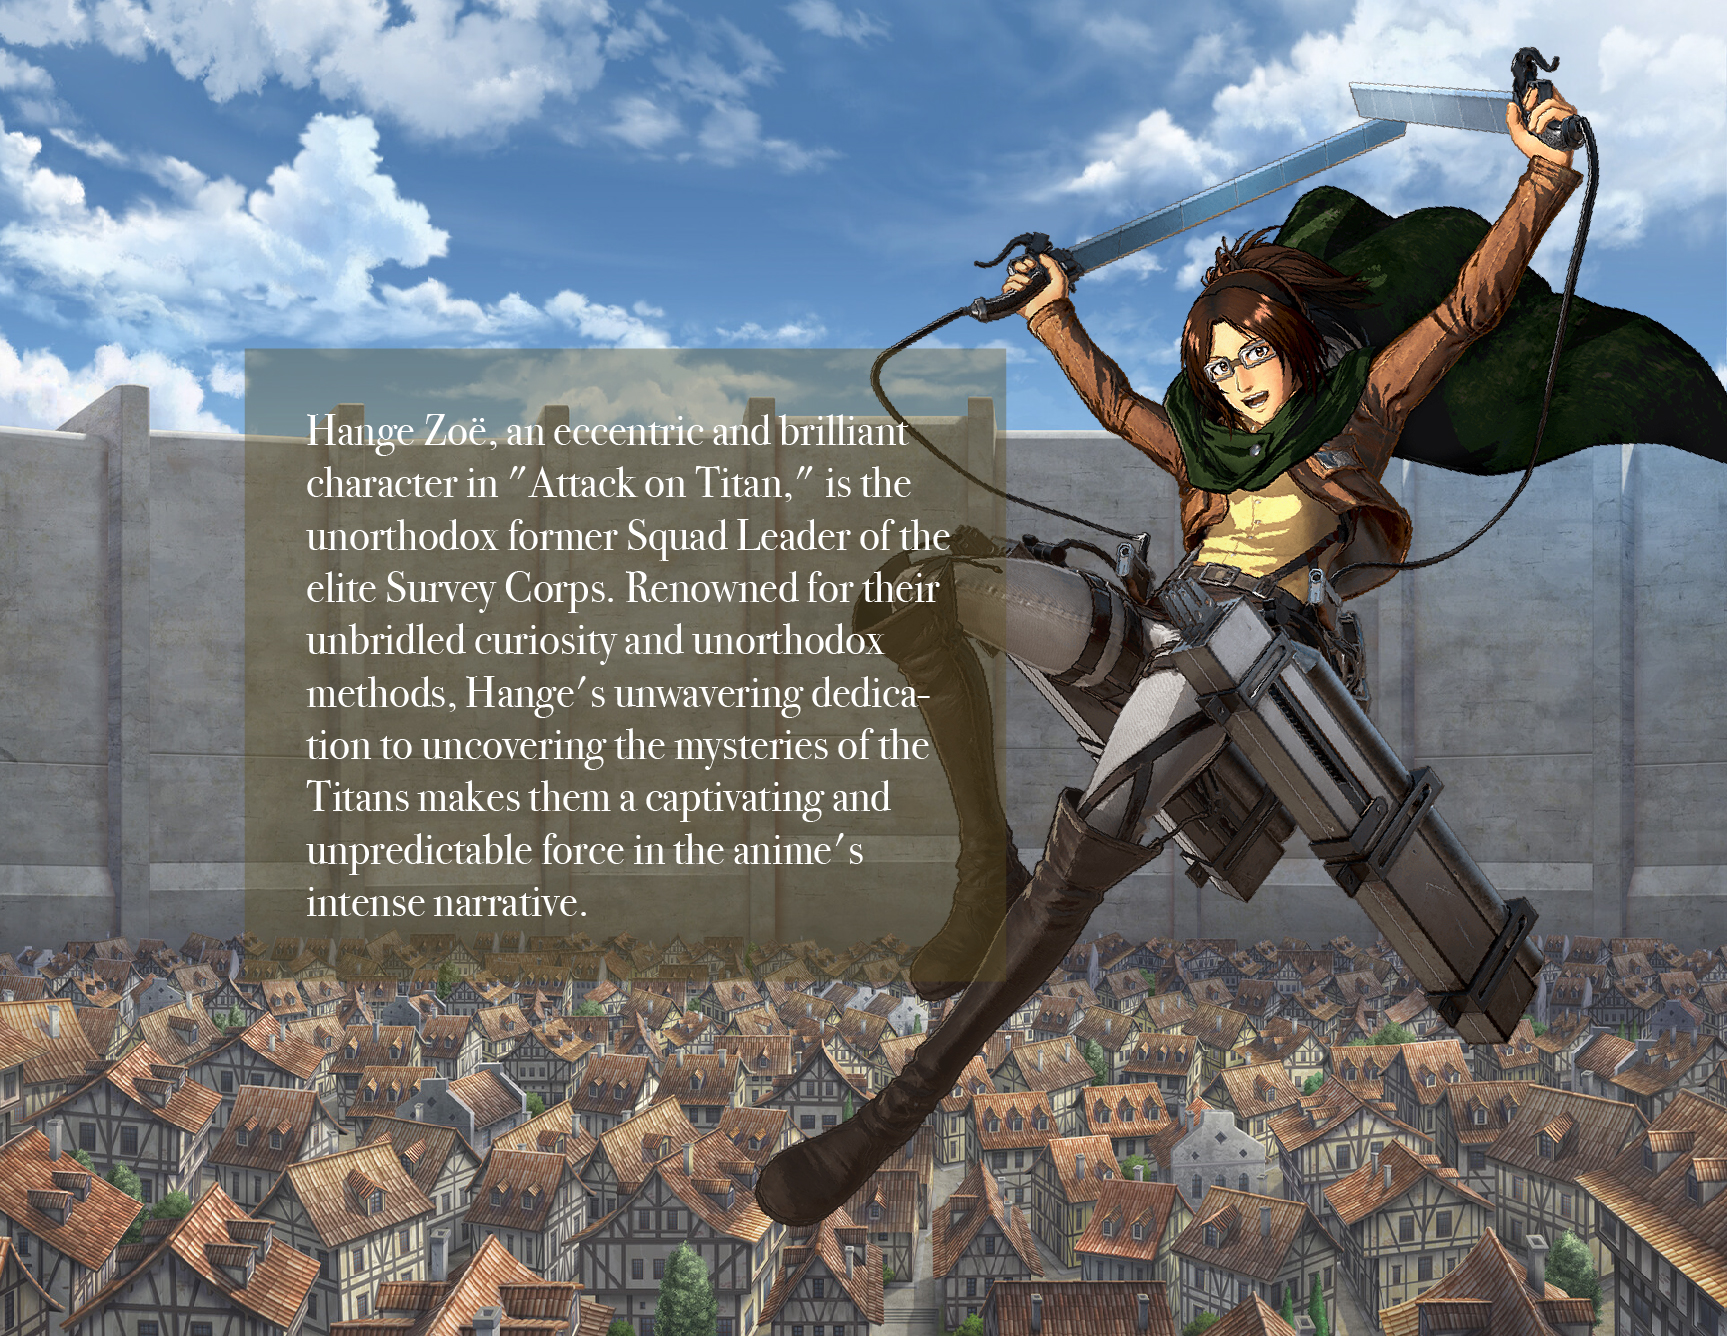 Hange Zoë, an eccentric and brilliant
character in "Attack on Titan," is the
unorthodox former Squad Leader of the
elite Survey Corps. Renowned for their
unbridled curiosity and unorthodox
methods, Hange's unwavering dedica-
tion to uncovering the mysteries of the
Titans makes them a captivating and
unpredictable force in the anime's
intense narrative.